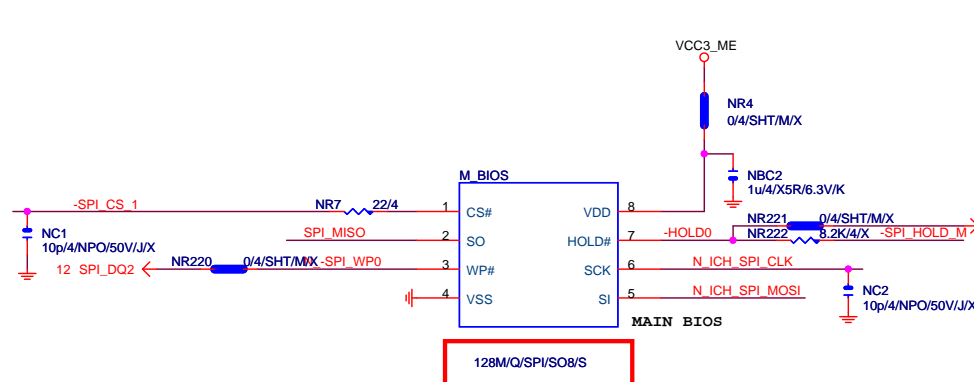 VCC3_ME
NR4
0/4/SHT/M/X
NBC2
1u/4/X5R/6.3V/K
M_BIOS
-SPI_CS_1
NR7 22/4
1 CS#
VDD 8
NC1
10p/4/NPO/50V/J/X
SPI_MISO
2 SO
HOLD# 7
-HOLD0
NR221 0/4/SHT/M/X
NR222 8.2K/4/X
-SPI_HOLD_M
12 SPI_DQ2
NR220 0/4/SHT/M/X
-SPI_WP0
3 WP#
SCK 6
N_ICH_SPI_CLK
4 VSS
SI 5
N_ICH_SPI_MOSI
NC2
10p/4/NPO/50V/J/X
MAIN BIOS
128M/Q/SPI/SO8/S